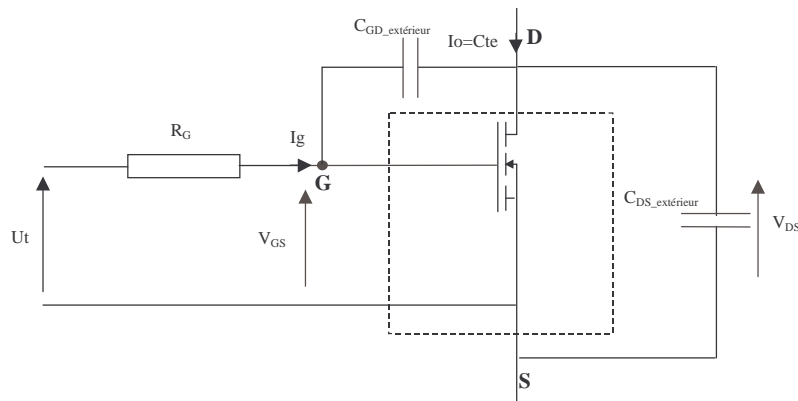 C_GD_extérieur
Io=Cte
D
R_G
Ig
G
C_DS_extérieur
Ut
V_GS
V_DS
S